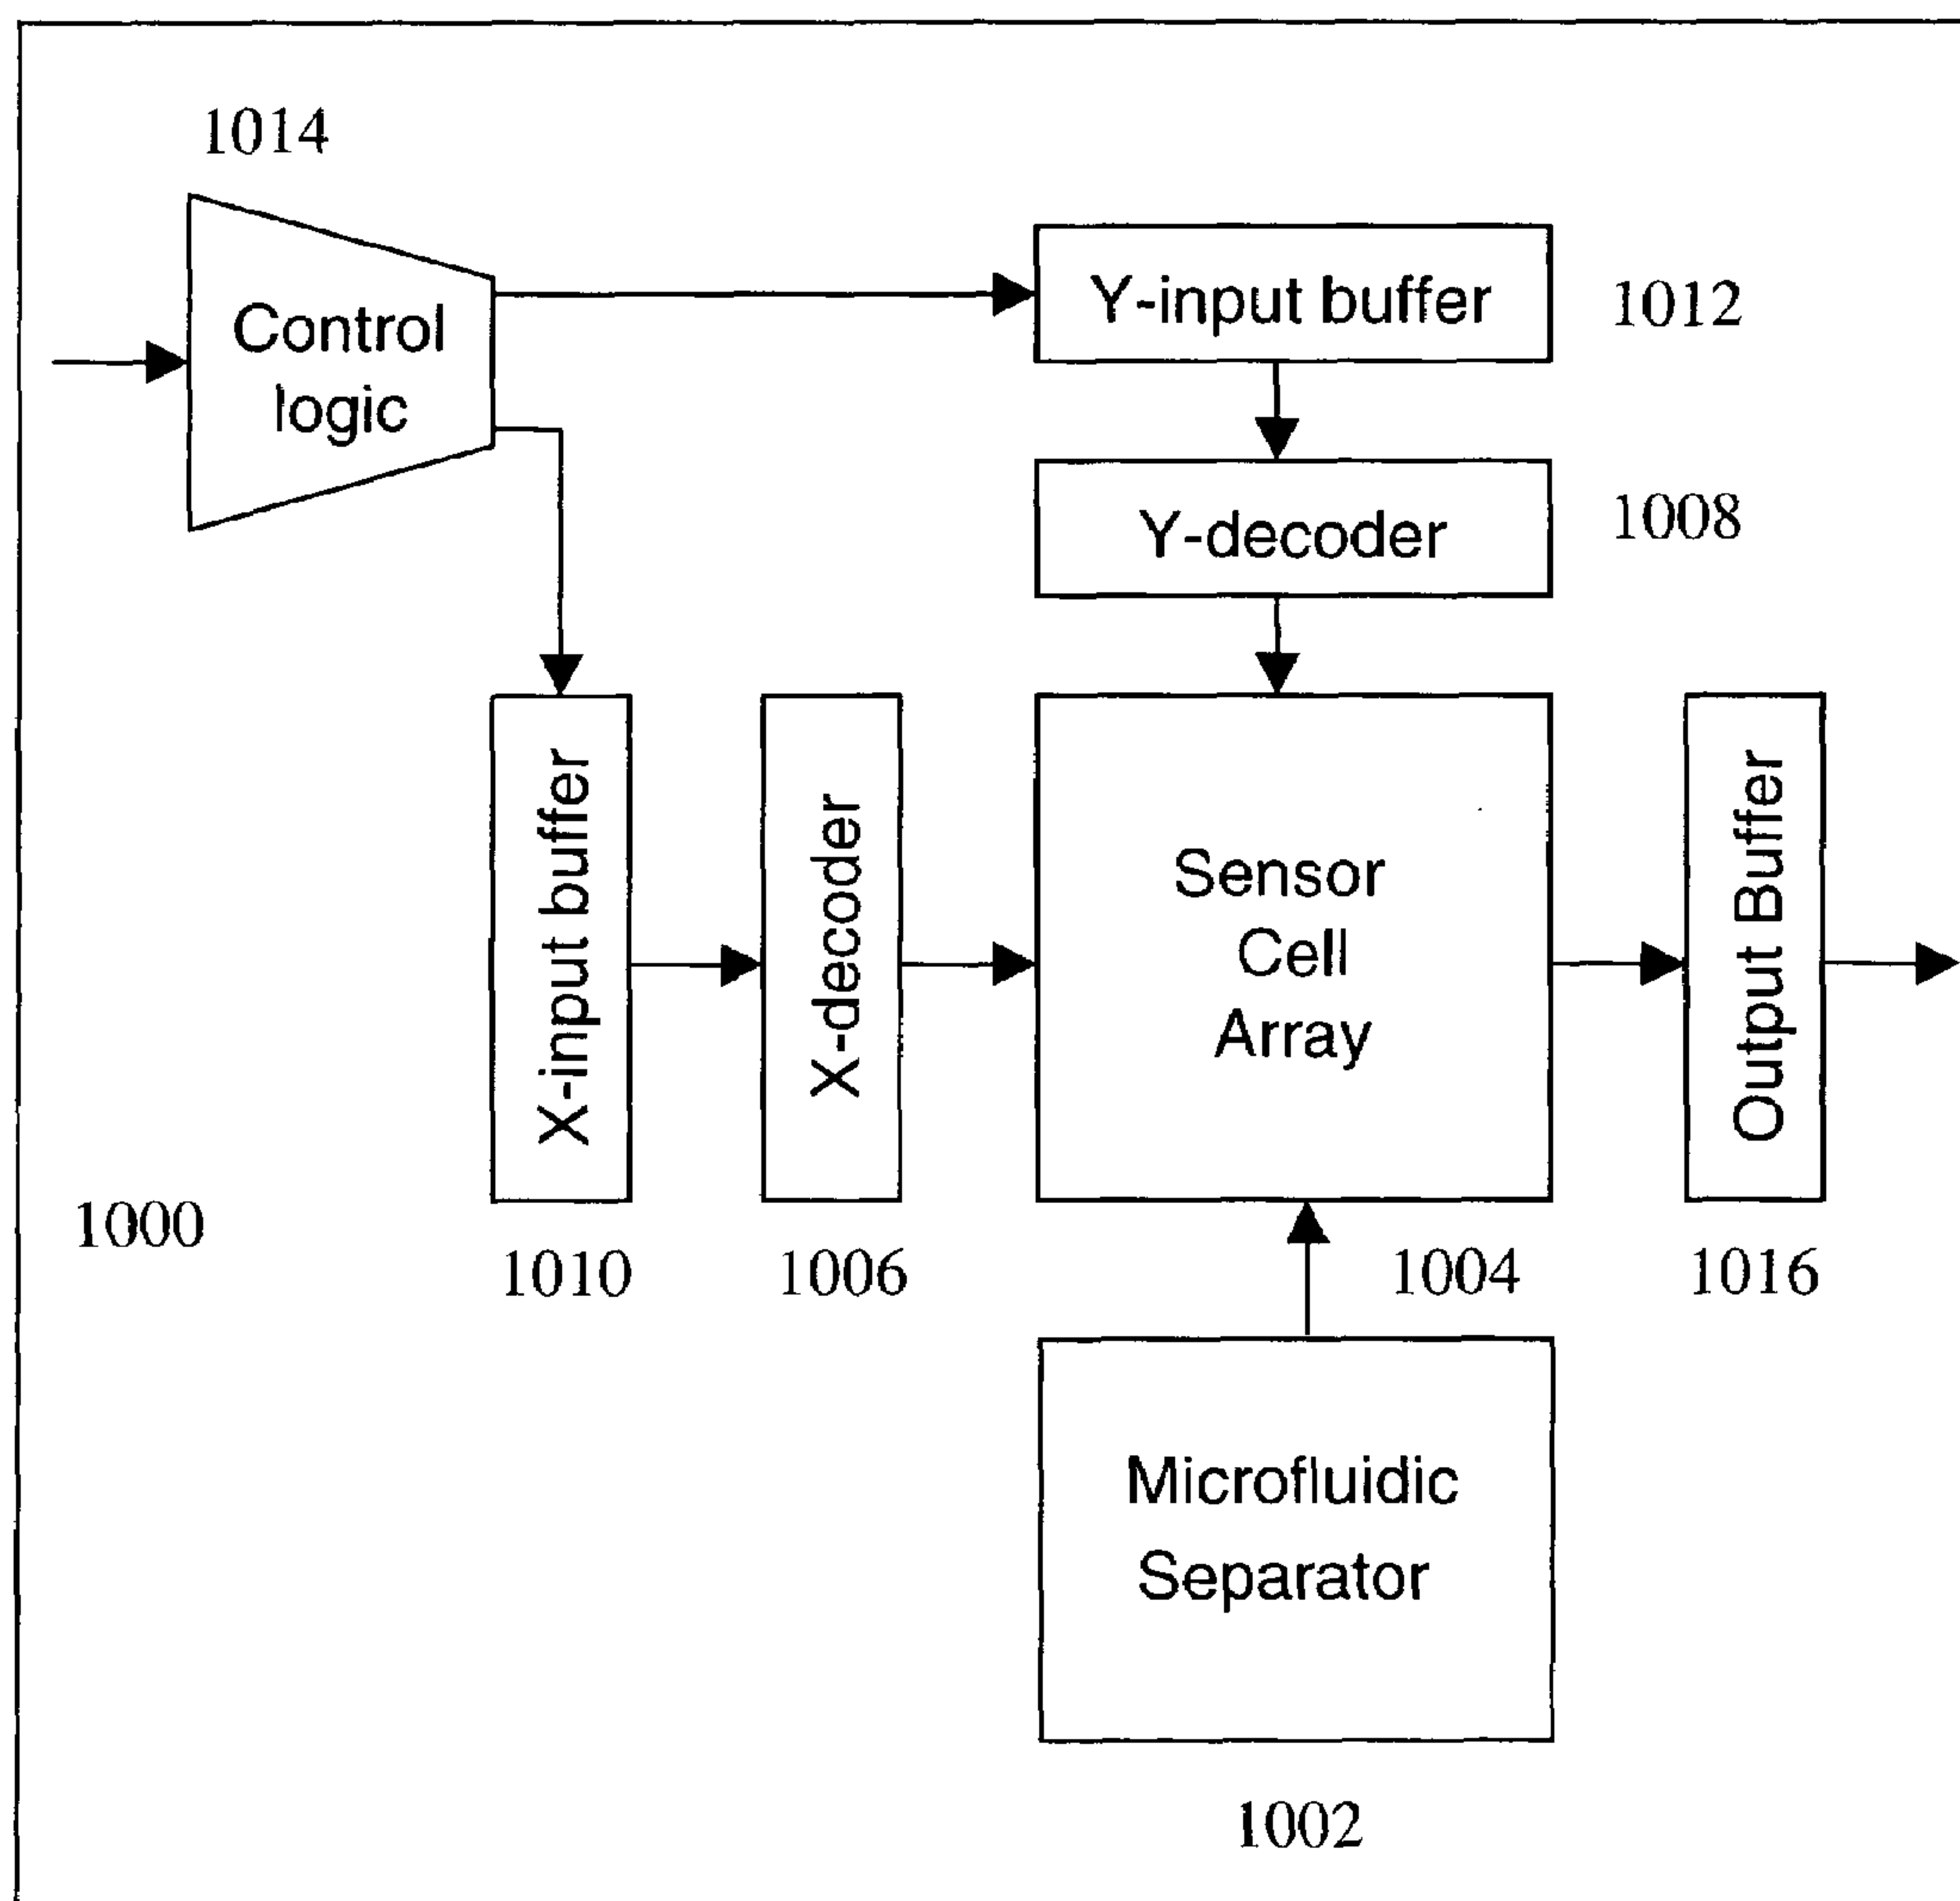 1014
Control
logic
Y-input buffer
1012
Y-decoder
1008
X-input buffer
X-decoder
Sensor
Cell
Array
Output Buffer
1000
1010
1006
1004
1016
Microfluidic
Separator
1002